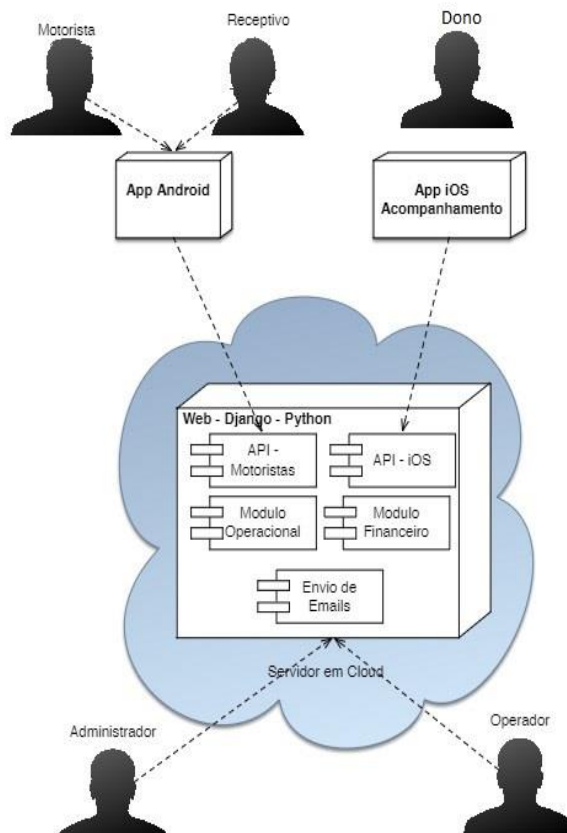 Motorista
Receptivo
Dono
App Android
App iOS
Acompanhamento
Web - Django - Python
API -
Motoristas
API - iOS
Modulo
Operacional
Modulo
Financeiro
Envio de
Emails
Servidor em Cloud
Administrador
Operador